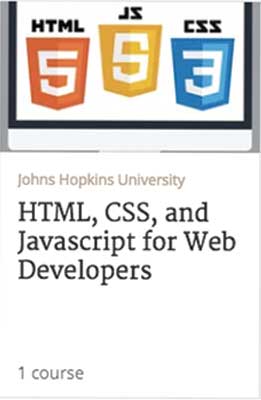 HTML JS CSS
5 5 3
Johns Hopkins University
HTML, CSS, and
Javascript for Web
Developers
1 course